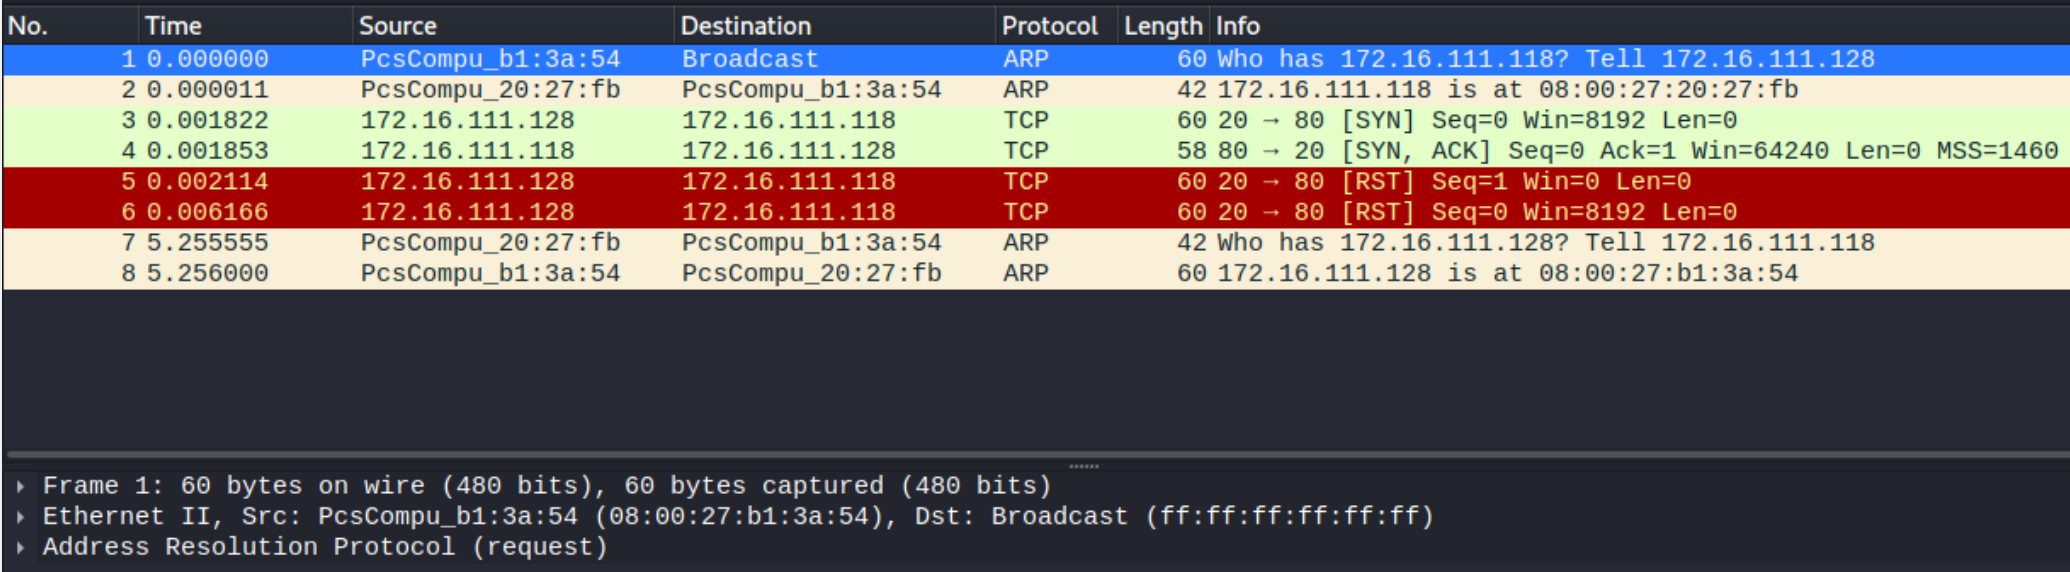 No. Time Source Destination Protocol Length Info
1 0.000000 PcsCompu_b1:3a:54 Broadcast ARP 60 Who has 172.16.111.118? Tell 172.16.111.128
2 0.000011 PcsCompu_20:27:fb PcsCompu_b1:3a:54 ARP 42 172.16.111.118 is at 08:00:27:20:27:fb
3 0.001822 172.16.111.128 172.16.111.118 TCP 60 20 → 80 [SYN] Seq=0 Win=8192 Len=0
4 0.001853 172.16.111.118 172.16.111.128 TCP 58 80 → 20 [SYN, ACK] Seq=0 Ack=1 Win=64240 Len=0 MSS=1460
5 0.002114 172.16.111.128 172.16.111.118 TCP 60 20 → 80 [RST] Seq=1 Win=0 Len=0
6 0.006166 172.16.111.128 172.16.111.118 TCP 60 20 → 80 [RST] Seq=0 Win=8192 Len=0
7 5.255555 PcsCompu_20:27:fb PcsCompu_b1:3a:54 ARP 42 Who has 172.16.111.128? Tell 172.16.111.118
8 5.256000 PcsCompu_b1:3a:54 PcsCompu_20:27:fb ARP 60 172.16.111.128 is at 08:00:27:b1:3a:54
Frame 1: 60 bytes on wire (480 bits), 60 bytes captured (480 bits)
Ethernet II, Src: PcsCompu_b1:3a:54 (08:00:27:b1:3a:54), Dst: Broadcast (ff:ff:ff:ff:ff:ff)
Address Resolution Protocol (request)